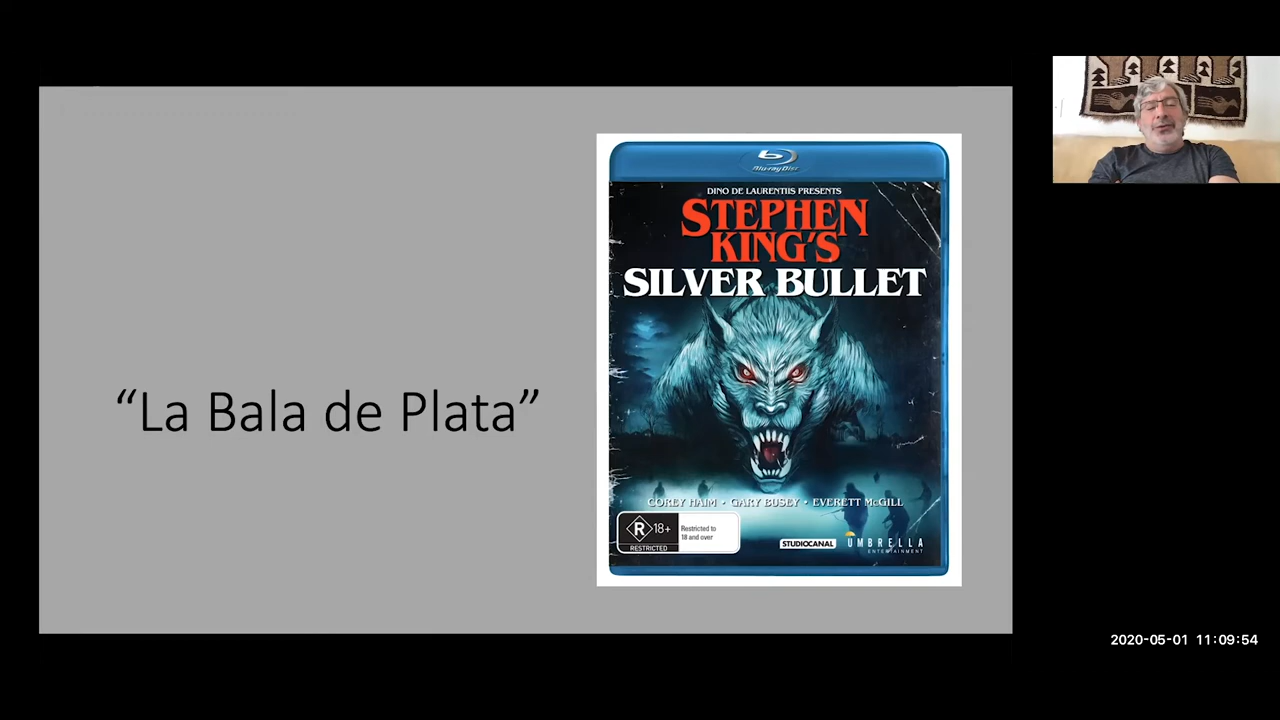 “La Bala de Plata”
Blu-ray Disc
DINO DE LAURENTIIS PRESENTS
STEPHEN
KING'S
SILVER BULLET
COREY HAIM • GARY BUSEY • EVERETT McGILL
R 18+
RESTRICTED
Restricted to
18 and over
STUDIOCANAL
UMBRELLA
ENTERTAINMENT
2020-05-01 11:09:54